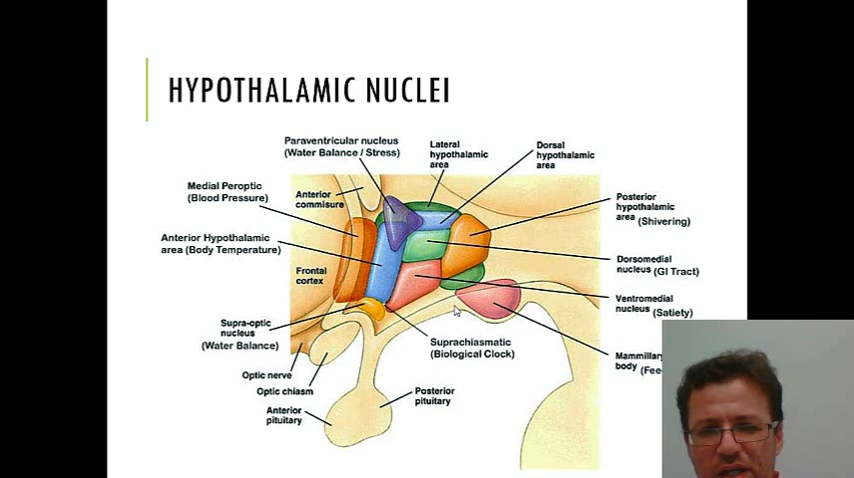 HYPOTHALAMIC NUCLEI
Paraventricular nucleus
(Water Balance / Stress)
Lateral
hypothalamic
area
Dorsal
hypothalamic
area
Medial Peroptic
(Blood Pressure)
Anterior
commisure
Posterior
hypothalamic
area (Shivering)
Anterior Hypothalamic
area (Body Temperature)
Dorsomedial
nucleus (GI Tract)
Frontal
cortex
Ventromedial
nucleus (Satiety)
Supra-optic
nucleus
(Water Balance)
Suprachiasmatic
(Biological Clock)
Mammillary
body
Optic nerve
Optic chiasm
Posterior
pituitary
Anterior
pituitary